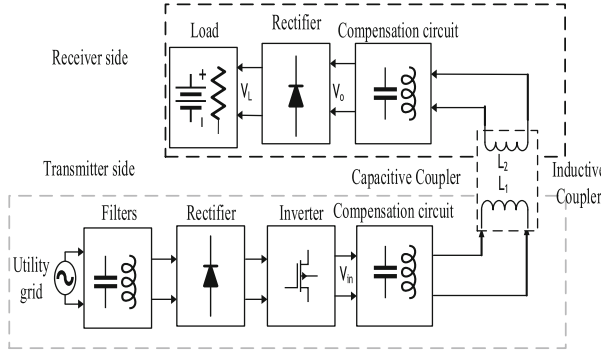 Rectifier
Load
Compensation circuit
Receiver side
+
V_L
V_o
L_2
L_1
Transmitter side
Capacitive Coupler
Inductive Coupler
Filters
Rectifier
Inverter
Compensation circuit
Utility grid
V_in